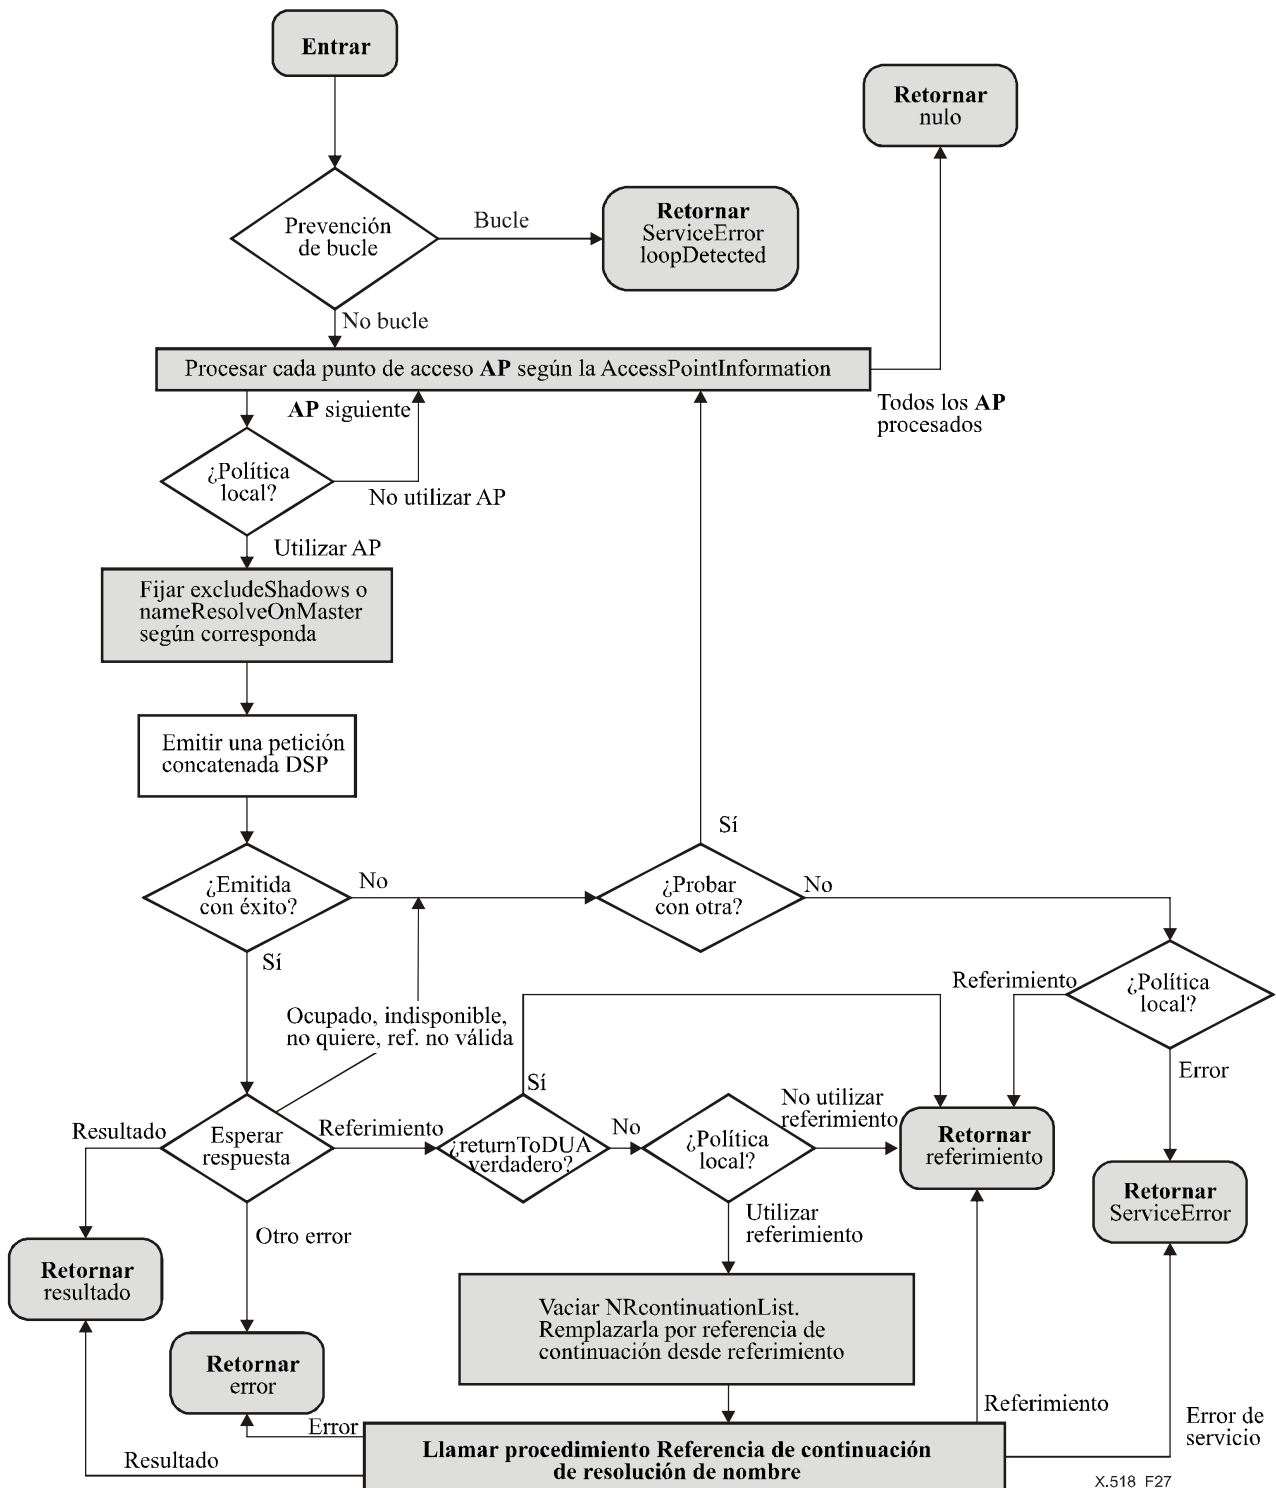 Entrar
Retornar
nulo
Prevención
de bucle
Bucle
Retornar
ServiceError
loopDetected
No bucle
Procesar cada punto de acceso AP según la AccessPointInformation
AP siguiente
Todos los AP
procesados
¿Política
local?
No utilizar AP
Utilizar AP
Fijar excludeShadows o
nameResolveOnMaster
según corresponda
Emitir una petición
concatenada DSP
Sí
¿Emitida
con éxito?
No
¿Probar
con otra?
No
Sí
Referimiento
¿Política
local?
Ocupado, indisponible,
no quiere, ref. no válida
Error
Sí
Resultado
Esperar
respuesta
Referimiento
¿returnToDUA
verdadero?
No
¿Política
local?
No utilizar
referimiento
Retornar
referimiento
Retornar
ServiceError
Otro error
Utilizar
referimiento
Retornar
resultado
Vaciar NRcontinuationList.
Remplazarla por referencia de
continuación desde referimiento
Retornar
error
Error
Referimiento
Error de
servicio
Resultado
Llamar procedimiento Referencia de continuación
de resolución de nombre
X.518_F27